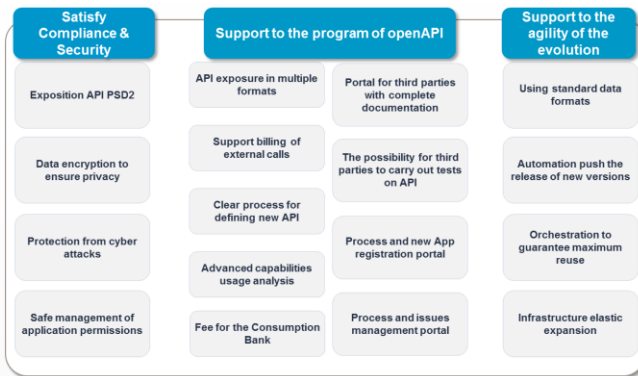 Satisfy
Compliance &
Security
Exposition API PSD2
Data encryption to
ensure privacy
Protection from cyber
attacks
Safe management of
application permissions
Support to the program of openAPI
API exposure in multiple
formats
Support billing of
external calls
Clear process for
defining new API
Advanced capabilities
usage analysis
Fee for the Consumption
Bank
Portal for third parties
with complete
documentation
The possibility for third
parties to carry out tests
on API
Process and new App
registration portal
Process and issues
management portal
Support to the
agility of the
evolution
Using standard data
formats
Automation push the
release of new versions
Orchestration to
guarantee maximum
reuse
Infrastructure elastic
expansion